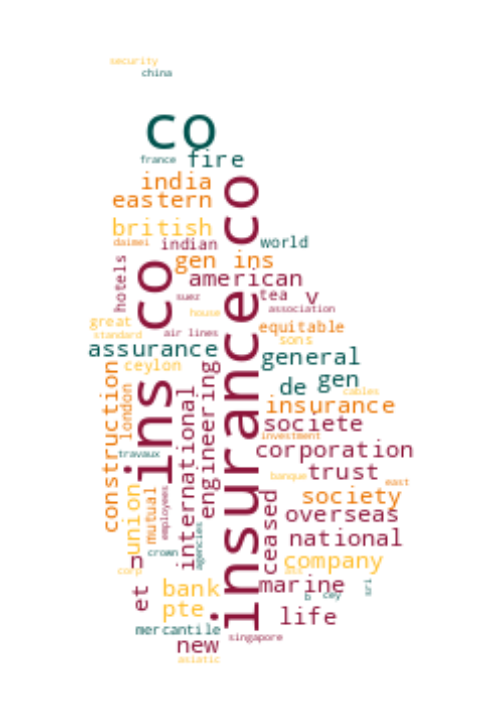 security
china
co
france fire
india
eastern
british
daimei indian world
gen ins
hotels
american
suez tea v
house association
great
standard air lines equitable
sons
insurance co
ins co
assurance general
ceylon
de gen
cables
construction
london
international
engineering
insurance
societe
investment
corporation
travaux
trust
banque east
society
union
mutual
employees
ceased
overseas
national
crown
agencies
company
corp
et n
bank
marine
pte
b cey sri
life
mercantile
singapore
new
asiatic